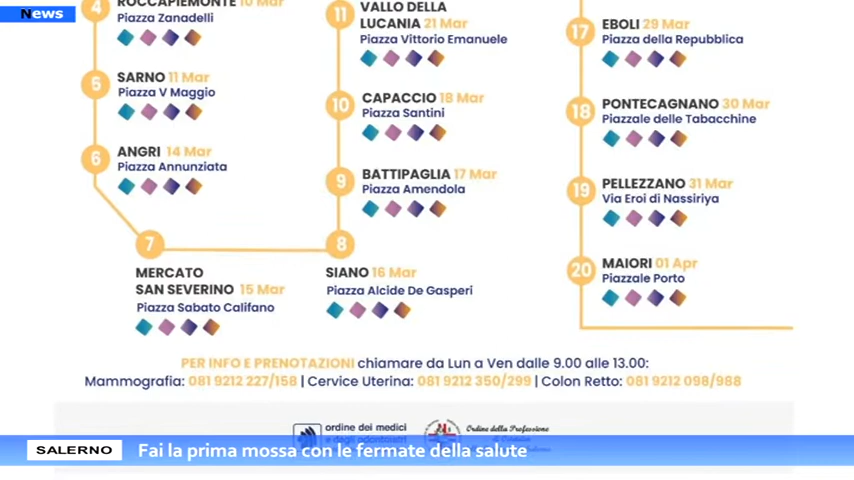 News
4
ROCCAPIEMONTE 10 Mar
Piazza Zanadelli
5
SARNO 11 Mar
Piazza V Maggio
6
ANGRI 14 Mar
Piazza Annunziata
7
MERCATO
SAN SEVERINO 15 Mar
Piazza Sabato Califano
11
VALLO DELLA
LUCANIA 21 Mar
Piazza Vittorio Emanuele
10
CAPACCIO 18 Mar
Piazza Santini
9
BATTIPAGLIA 17 Mar
Piazza Amendola
8
SIANO 16 Mar
Piazza Alcide De Gasperi
17
EBOLI 29 Mar
Piazza della Repubblica
18
PONTECAGNANO 30 Mar
Piazzale delle Tabacchine
19
PELLEZZANO 31 Mar
Via Eroi di Nassiriya
20
MAIORI 01 Apr
Piazzale Porto
PER INFO E PRENOTAZIONI chiamare da Lun a Ven dalle 9.00 alle 13.00:
Mammografia: 081 9212 227/158 | Cervice Uterina: 081 9212 350/299 | Colon Retto: 081 9212 098/988
ordine dei medici
e degli odontoiatri
Ordine della Professione
di Ostetrica
SALERNO
Fai la prima mossa con le fermate della salute